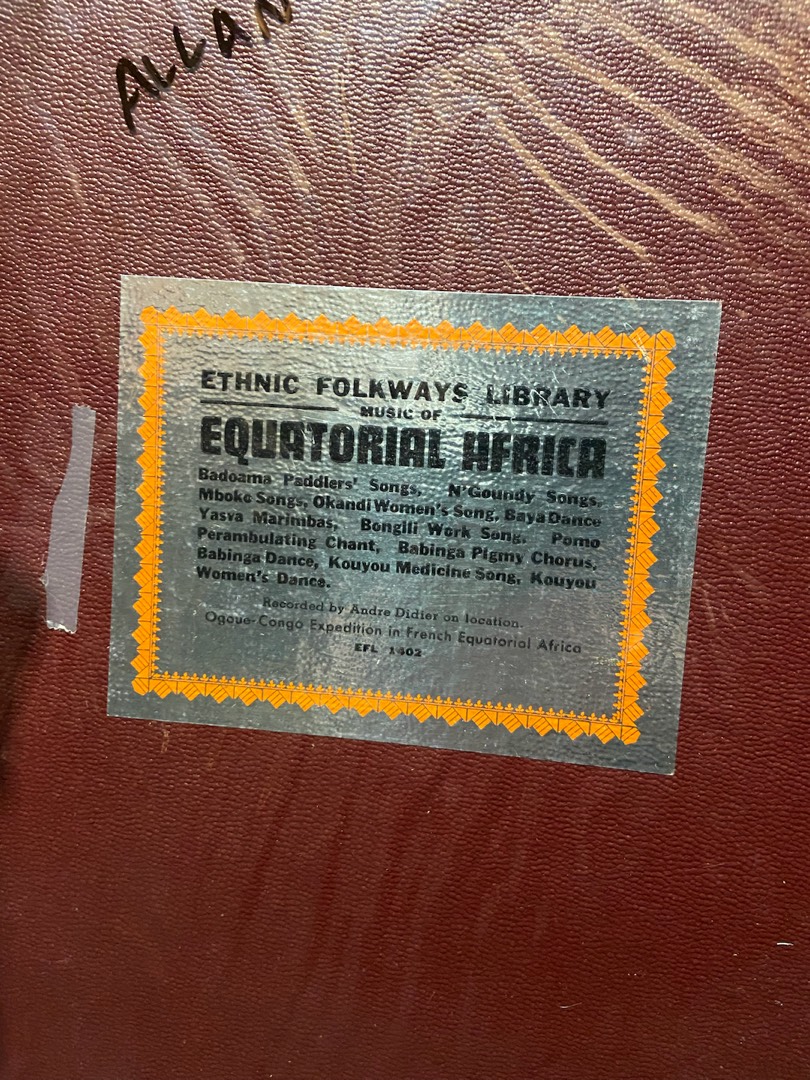 ALLAN
ETHNIC FOLKWAYS LIBRARY
MUSIC OF
EQUATORIAL AFRICA
Badoama Paddlers' Songs, N'Goundy Songs,
Mboko Songs, Okandi Women's Song, Baya Dance
Yasva Marimbas, Bongili Work Song, Pomo
Perambulating Chant, Babinga Pigmy Chorus,
Babinga Dance, Kouyou Medicine Song, Kouyou
Women's Dance.
Recorded by Andre Didier on location.
Ogoue-Congo Expedition in French Equatorial Africa
EFL 1402